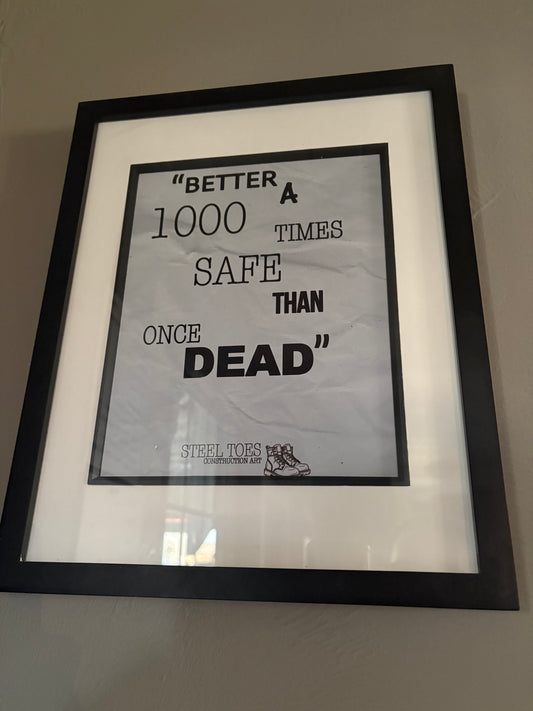 "BETTER A
1000 TIMES
SAFE
THAN
ONCE
DEAD"
STEEL TOES
CONSTRUCTION ART